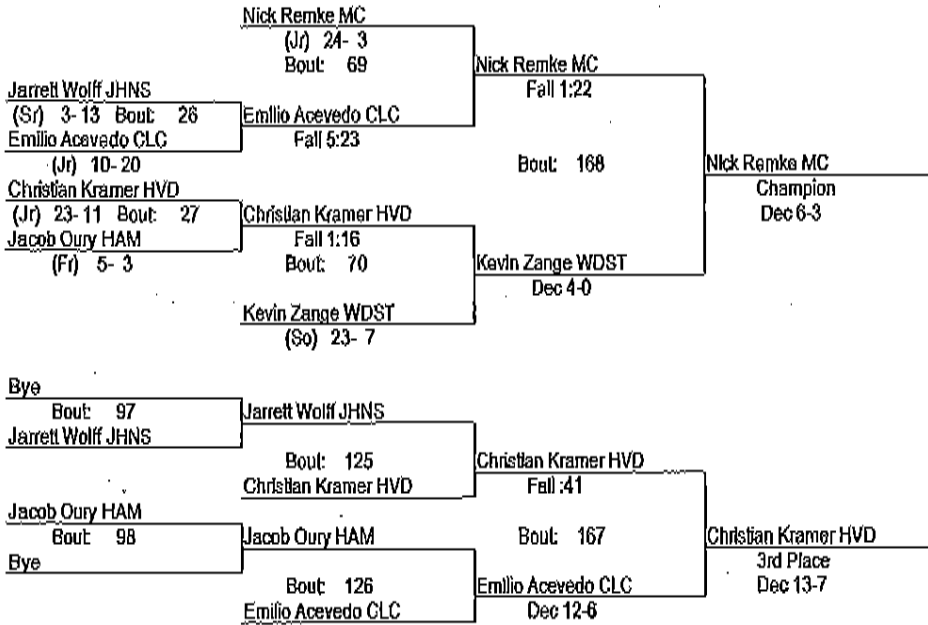 Nick Remke MC
(Jr) 24- 3
Bout: 69
Nick Remke MC
Fall 1:22
Jarrett Wolff JHNS
(Sr) 3-13 Bout: 26
Emilio Acevedo CLC
Fall 5:23
Emilio Acevedo CLC
(Jr) 10-20
Bout: 168
Nick Remke MC
Champion
Dec 6-3
Christian Kramer HVD
(Jr) 23-11 Bout: 27
Christian Kramer HVD
Fall 1:16
Bout: 70
Jacob Oury HAM
(Fr) 5- 3
Kevin Zange WDST
Dec 4-0
Kevin Zange WDST
(So) 23- 7
Bye
Bout: 97
Jarrett Wolff JHNS
Jarrett Wolff JHNS
Bout: 125
Christian Kramer HVD
Fall :41
Christian Kramer HVD
Jacob Oury HAM
Bout: 98
Jacob Oury HAM
Bout: 167
Christian Kramer HVD
3rd Place
Dec 13-7
Bye
Bout: 126
Emilio Acevedo CLC
Dec 12-6
Emilio Acevedo CLC